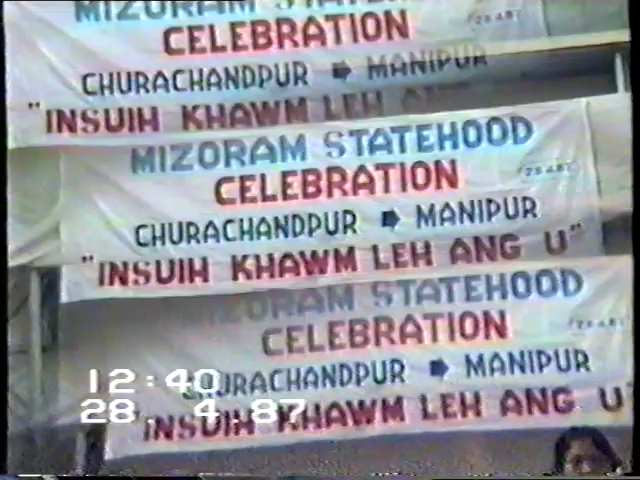 MIZORAM STATEHOOD
CELEBRATION
CHURACHANDPUR MANIPUR
"INSUIH KHAWM LEH
MIZORAM STATEHOOD
CELEBRATION
CHURACHANDPUR MANIPUR
"INSUIH KHAWM LEH ANG U"
MIZORAM STATEHOOD
CELEBRATION
CHURACHANDPUR MANIPUR
"INSUIH KHAWM LEH ANG U"
12:40
28. 4.87